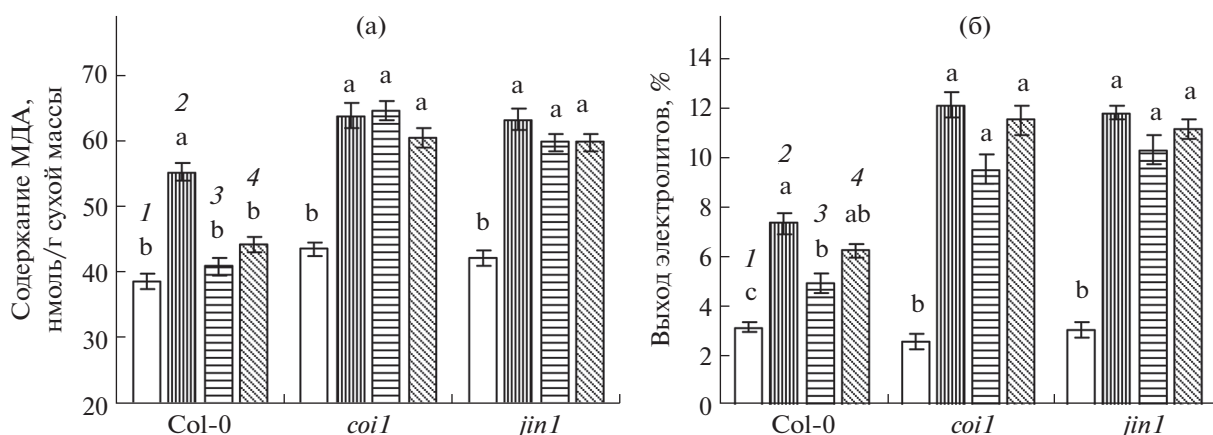 (а)
Содержание МДА,
нмоль/г сухой массы
70
60
50
40
30
20
1
b
2
a
3
b
4
b
b
a
a
a
b
a
a
a
Col-0
coi1
jin1
(б)
Выход электролитов, %
14
12
10
8
6
4
2
0
1
c
2
a
3
b
4
ab
b
a
a
a
b
a
a
a
Col-0
coi1
jin1